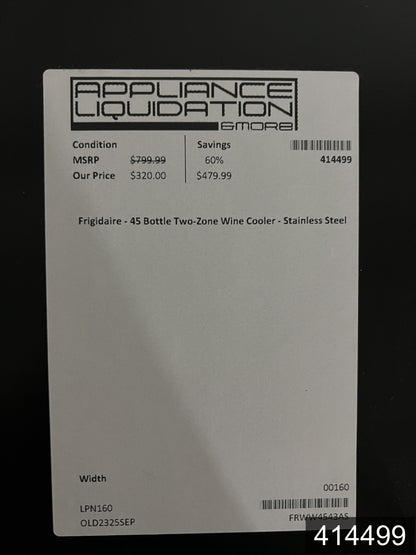 APPLIANCE
LIQUIDATION
&MORE
Condition
Savings
MSRP $799.99 60% 414499
Our Price $320.00 $479.99
Frigidaire - 45 Bottle Two-Zone Wine Cooler - Stainless Steel
Width
00160
LPN160
OLD2325SEP FRWW4543AS
414499